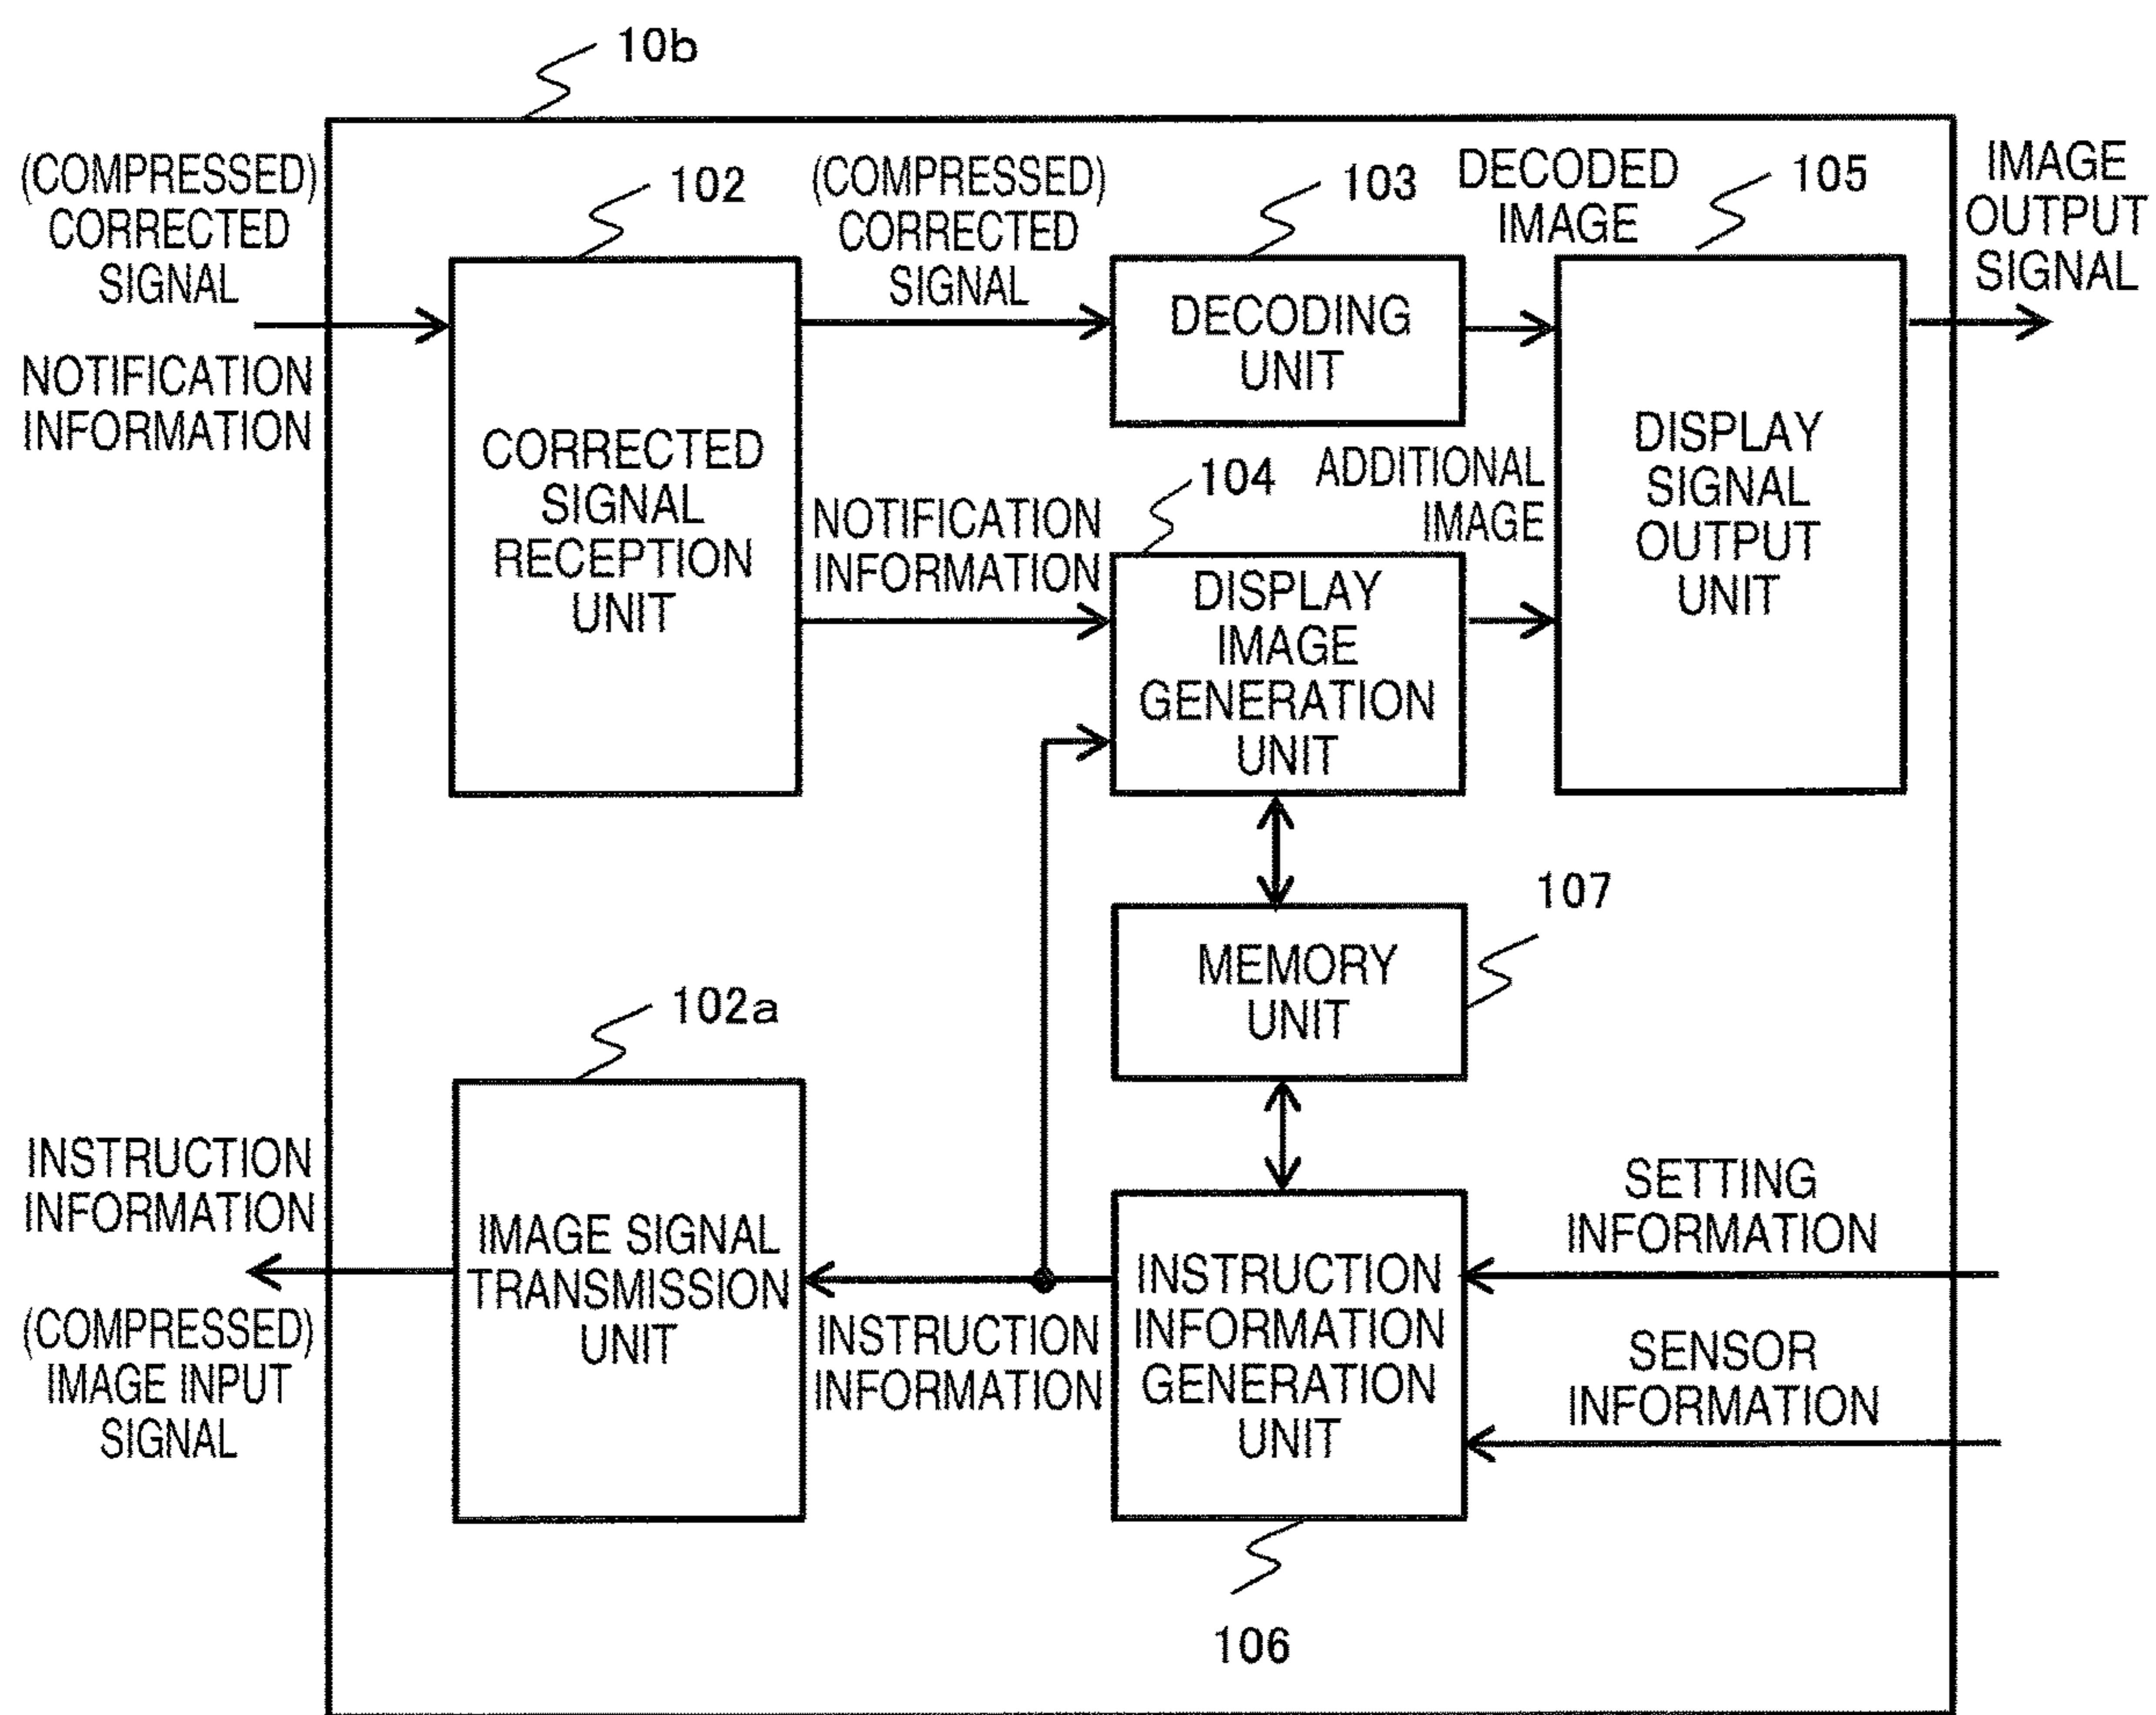 10b
(COMPRESSED)
CORRECTED
SIGNAL
NOTIFICATION
INFORMATION
102
CORRECTED
SIGNAL
RECEPTION
UNIT
(COMPRESSED)
CORRECTED
SIGNAL
103
DECODING
UNIT
DECODED
IMAGE
105
IMAGE
OUTPUT
SIGNAL
DISPLAY
SIGNAL
OUTPUT
UNIT
NOTIFICATION
INFORMATION
104
ADDITIONAL
IMAGE
DISPLAY
IMAGE
GENERATION
UNIT
107
MEMORY
UNIT
102a
INSTRUCTION
INFORMATION
(COMPRESSED)
IMAGE INPUT
SIGNAL
IMAGE SIGNAL
TRANSMISSION
UNIT
INSTRUCTION
INFORMATION
INSTRUCTION
INFORMATION
GENERATION
UNIT
SETTING
INFORMATION
SENSOR
INFORMATION
106